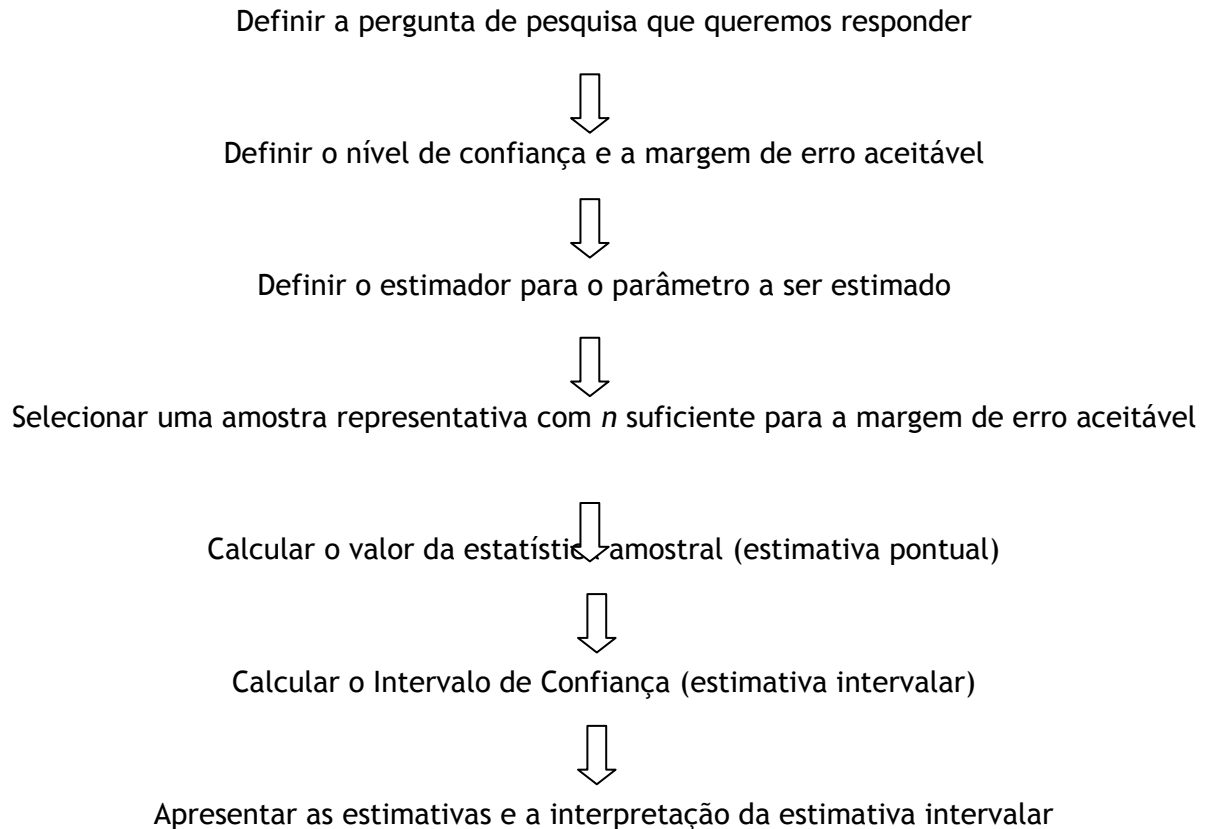 Definir a pergunta de pesquisa que queremos responder
Definir o nível de confiança e a margem de erro aceitável
Definir o estimador para o parâmetro a ser estimado
Selecionar uma amostra representativa com n suficiente para a margem de erro aceitável
Calcular o valor da estatística amostral (estimativa pontual)
Calcular o Intervalo de Confiança (estimativa intervalar)
Apresentar as estimativas e a interpretação da estimativa intervalar